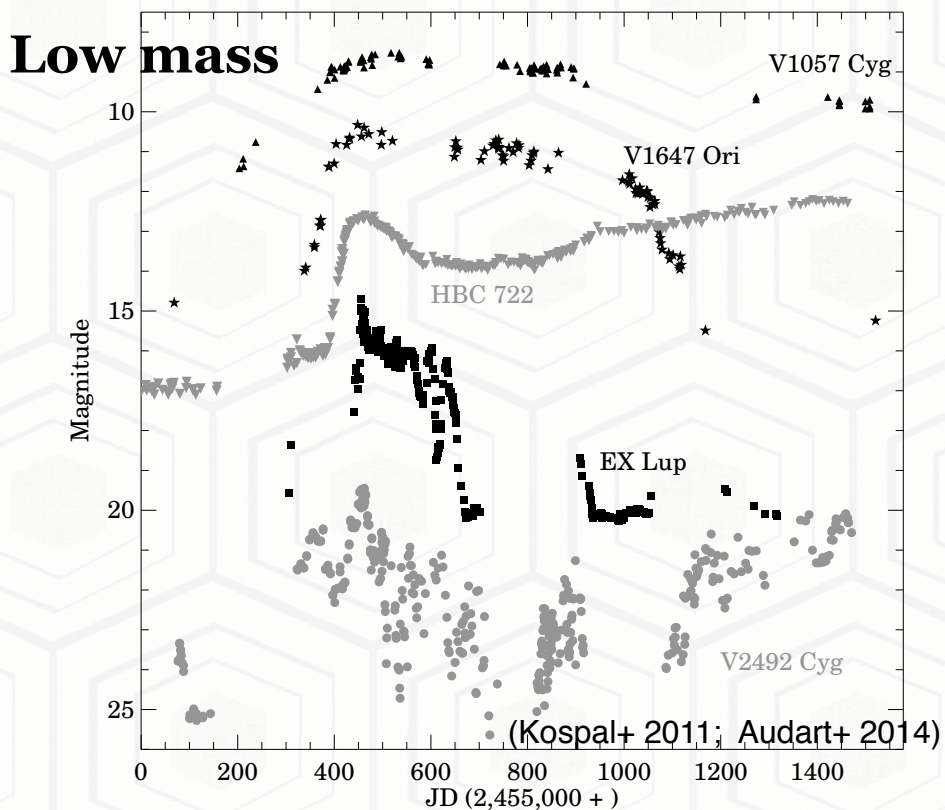 Low mass
V1057 Cyg
10
V1647 Ori
HBC 722
15
Magnitude
EX Lup
20
V2492 Cyg
25
(Kospal+ 2011; Audart+ 2014)
0 200 400 600 800 1000 1200 1400
JD (2,455,000 + )